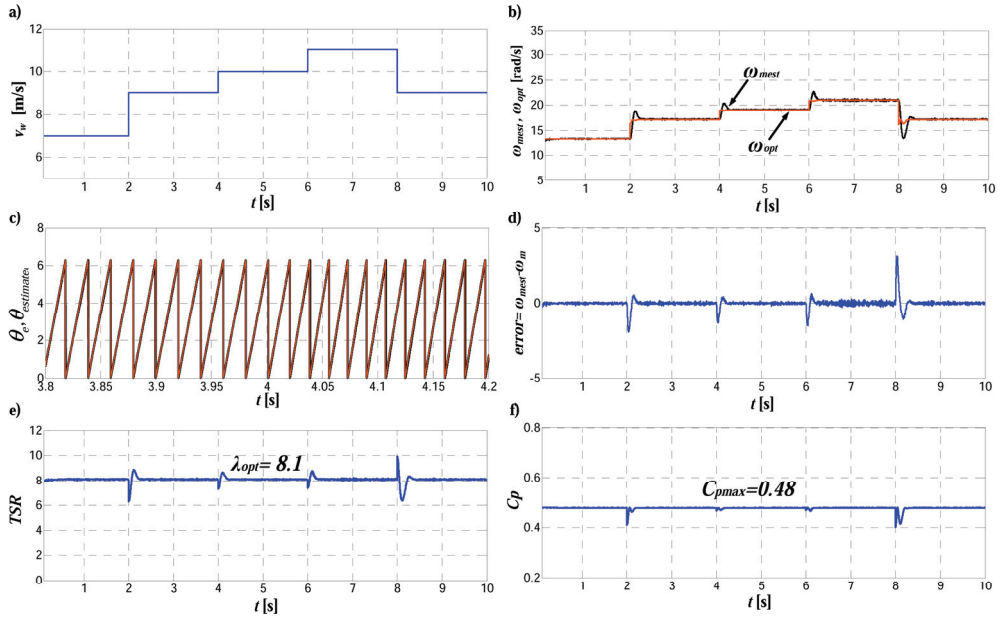 a)
12
10
8
6
v_w [m/s]
1 2 3 4 5 6 7 8 9 10
t [s]
b)
35
30
25
20
15
10
5
ω_mest, ω_opt [rad/s]
ω_mest
ω_opt
1 2 3 4 5 6 7 8 9 10
t [s]
c)
8
6
4
2
0
θ_e, θ_estimate
3.8 3.85 3.9 3.95 4 4.05 4.1 4.15 4.2
t [s]
d)
5
0
-5
error= ω_mest-ω_m
1 2 3 4 5 6 7 8 9 10
t [s]
e)
12
10
8
6
4
2
0
TSR
λ_opt= 8.1
1 2 3 4 5 6 7 8 9 10
t [s]
f)
0.8
0.6
0.4
0.2
Cp
C_pmax=0.48
1 2 3 4 5 6 7 8 9 10
t [s]